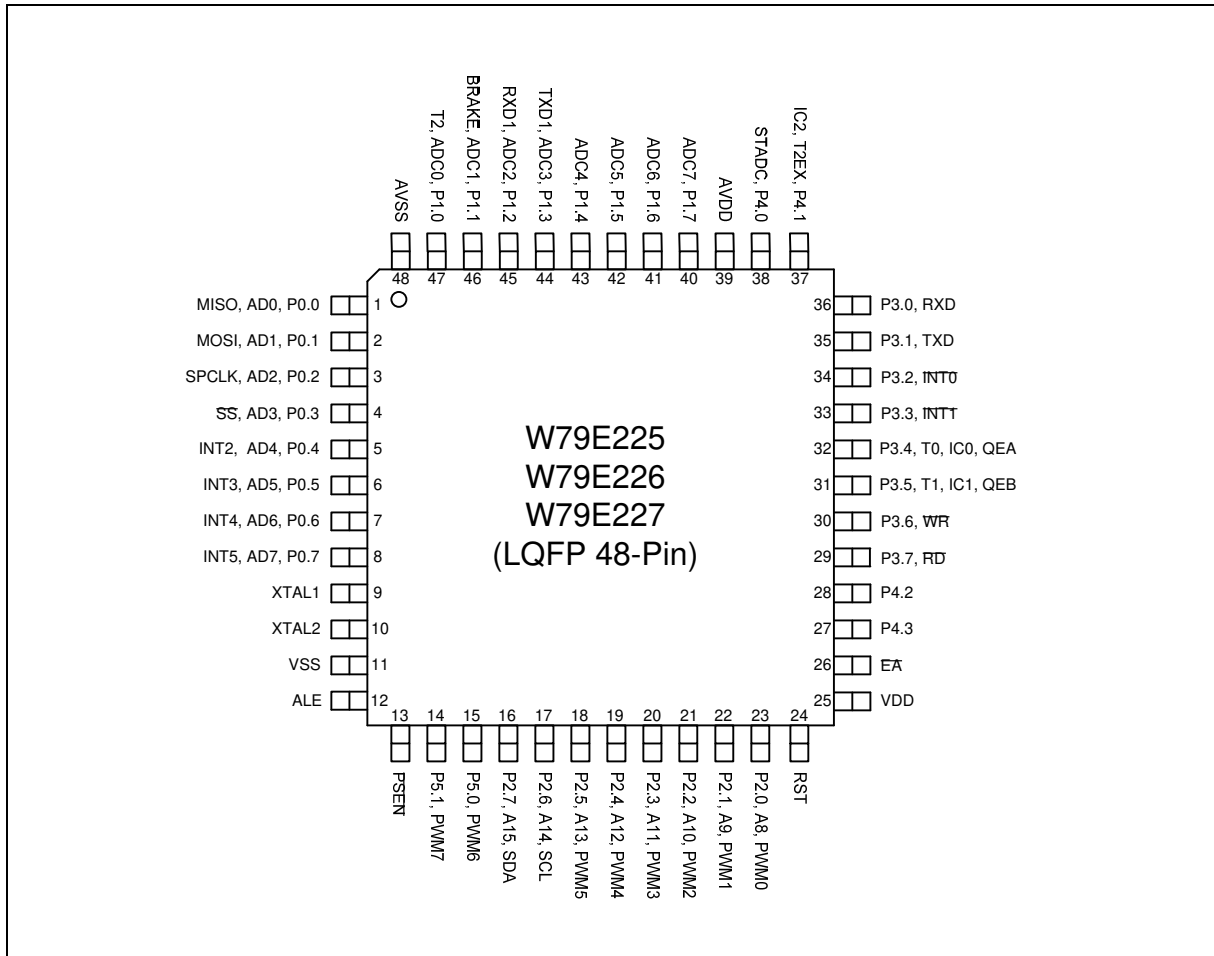 AVSS
T2, ADC0, P1.0
BRAKE, ADC1, P1.1
RXD1, ADC2, P1.2
TXD1, ADC3, P1.3
ADC4, P1.4
ADC5, P1.5
ADC6, P1.6
ADC7, P1.7
AVDD
STADC, P4.0
IC2, T2EX, P4.1
48 47 46 45 44 43 42 41 40 39 38 37
MISO, AD0, P0.0 1
MOSI, AD1, P0.1 2
SPCLK, AD2, P0.2 3
S̅S̅, AD3, P0.3 4
INT2, AD4, P0.4 5
INT3, AD5, P0.5 6
INT4, AD6, P0.6 7
INT5, AD7, P0.7 8
XTAL1 9
XTAL2 10
VSS 11
ALE 12
W79E225
W79E226
W79E227
(LQFP 48-Pin)
36 P3.0, RXD
35 P3.1, TXD
34 P3.2, I̅N̅T̅0̅
33 P3.3, I̅N̅T̅1̅
32 P3.4, T0, IC0, QEA
31 P3.5, T1, IC1, QEB
30 P3.6, W̅R̅
29 P3.7, R̅D̅
28 P4.2
27 P4.3
26 E̅A̅
25 VDD
13 14 15 16 17 18 19 20 21 22 23 24
P̅S̅E̅N̅
P5.1, PWM7
P5.0, PWM6
P2.7, A15, SDA
P2.6, A14, SCL
P2.5, A13, PWM5
P2.4, A12, PWM4
P2.3, A11, PWM3
P2.2, A10, PWM2
P2.1, A9, PWM1
P2.0, A8, PWM0
RST